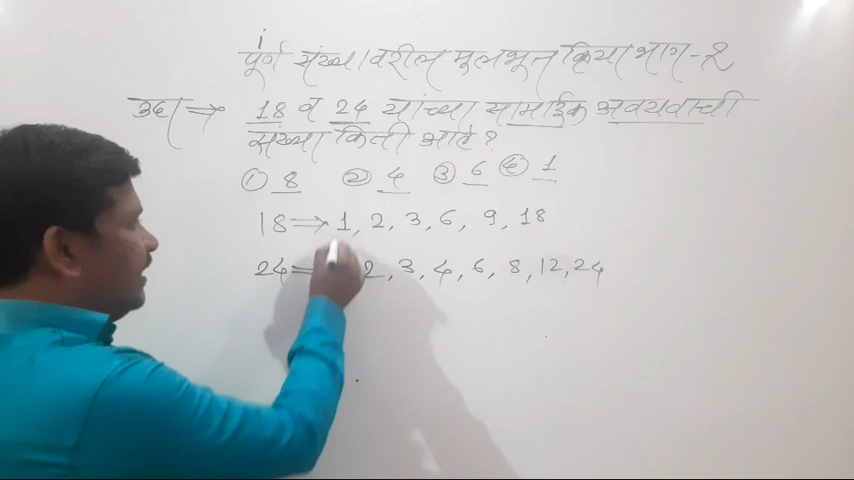 पूर्ण संख्यावरील मूलभूत क्रिया भाग-2
उदा ⇒ 18 व 24 यांच्या सामाईक अवयवांची
संख्या किती आहे?
① 8 ② 4 ③ 6 ④ 1
18 ⇒ 1, 2, 3, 6, 9, 18
24 ⇒ 2, 3, 4, 6, 8, 12, 24